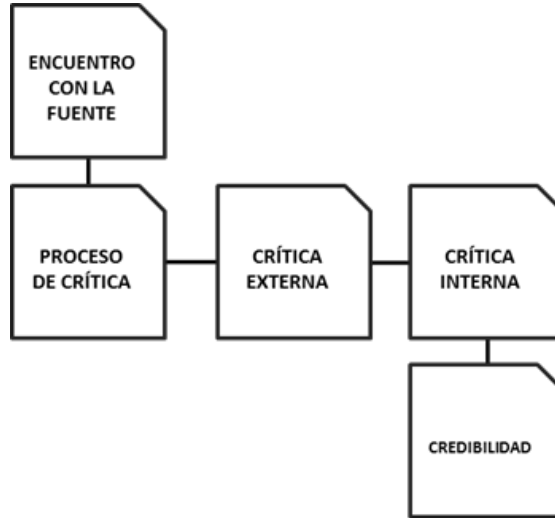 ENCUENTRO
CON LA
FUENTE
PROCESO
DE CRÍTICA
CRÍTICA
EXTERNA
CRÍTICA
INTERNA
CREDIBILIDAD